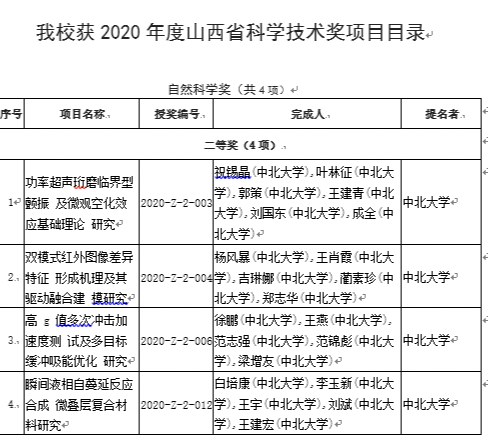 我校获 2020 年度山西省科学技术奖项目目录
自然科学奖（共 4 项）
序号 项目名称 授奖编号 完成人 提名者
二等奖（4 项）
1 功率超声珩磨临界型
颤振 及微观空化效
应基础理论 研究
2020-Z-2-003
祝锡晶(中北大学),叶林征(中北大
学),郭策(中北大学),王建青(中北
大学),刘国东(中北大学),成全(中
北大学)
中北大学
2. 双模式红外图像差异
特征 形成机理及其
驱动融合建 模研究
2020-Z-2-004
杨风暴(中北大学),王肖霞(中北大
学),吉琳娜(中北大学),蔺素珍(中
北大学),郑志华(中北大学)
中北大学
3. 高 g 值多次冲击加
速度测 试及多目标
缓冲吸能优化 研究
2020-Z-2-006
徐鹏(中北大学),王燕(中北大学),
范志强(中北大学),范锦彪(中北大
学),梁增友(中北大学)
中北大学
4. 瞬间液相自蔓延反应
合成 微叠层复合材
料研究
2020-Z-2-012
白培康(中北大学),李玉新(中北大
学),王宇(中北大学),刘斌(中北大
学),王建宏(中北大学)
中北大学